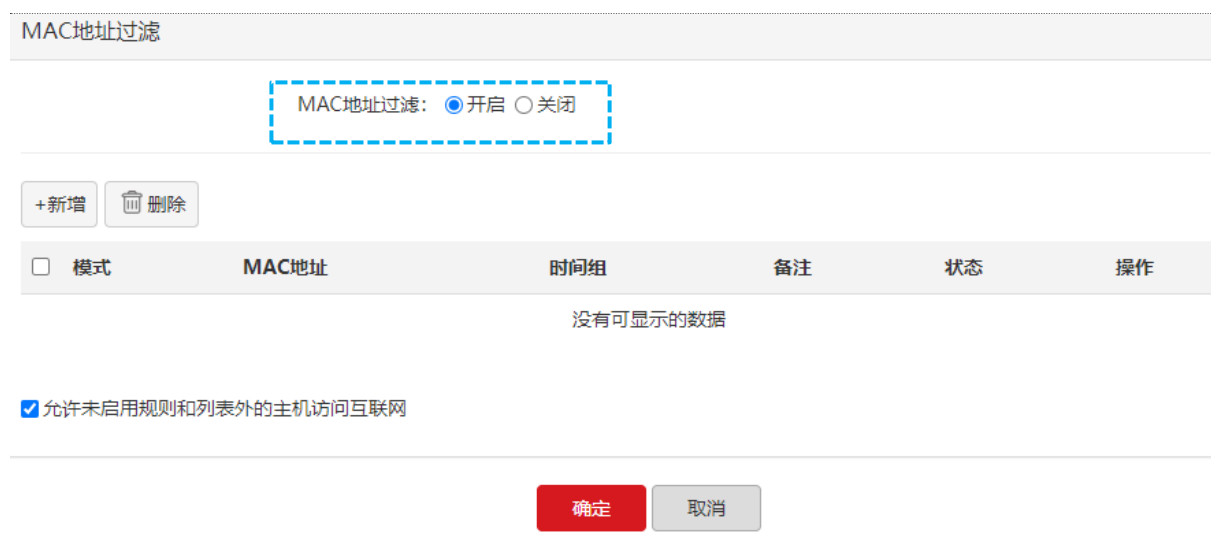 MAC地址过滤
MAC地址过滤： 开启 关闭
+新增 删除
模式 MAC地址 时间组 备注 状态 操作
没有可显示的数据
允许未启用规则和列表外的主机访问互联网
确定 取消